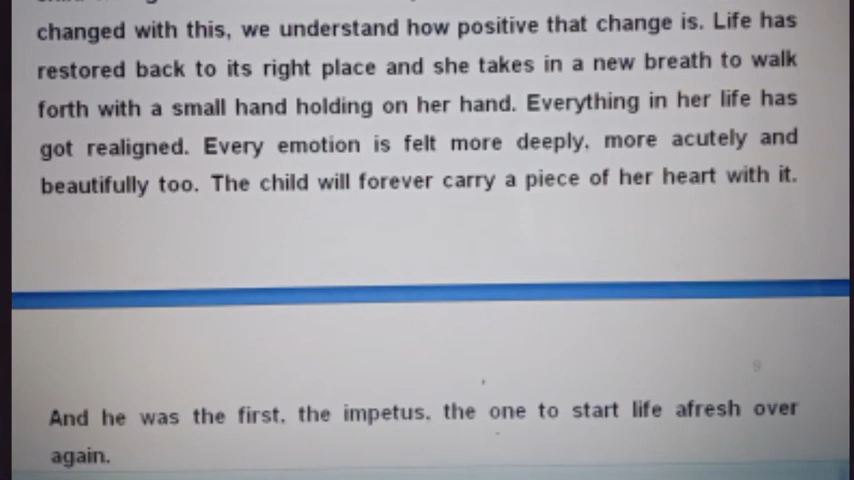 changed with this, we understand how positive that change is. Life has
restored back to its right place and she takes in a new breath to walk
forth with a small hand holding on her hand. Everything in her life has
got realigned. Every emotion is felt more deeply, more acutely and
beautifully too. The child will forever carry a piece of her heart with it.
9
And he was the first, the impetus, the one to start life afresh over
again.